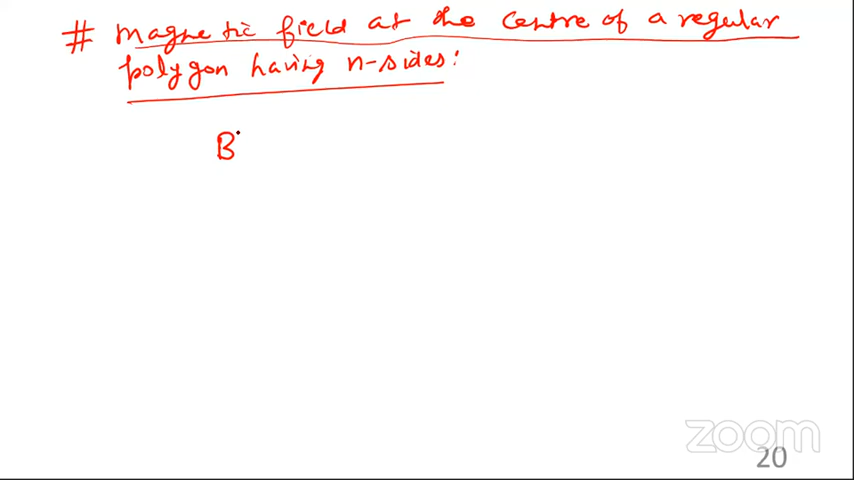 # Magnetic field at the centre of a regular
polygon having n-sides:
B
zoom
20